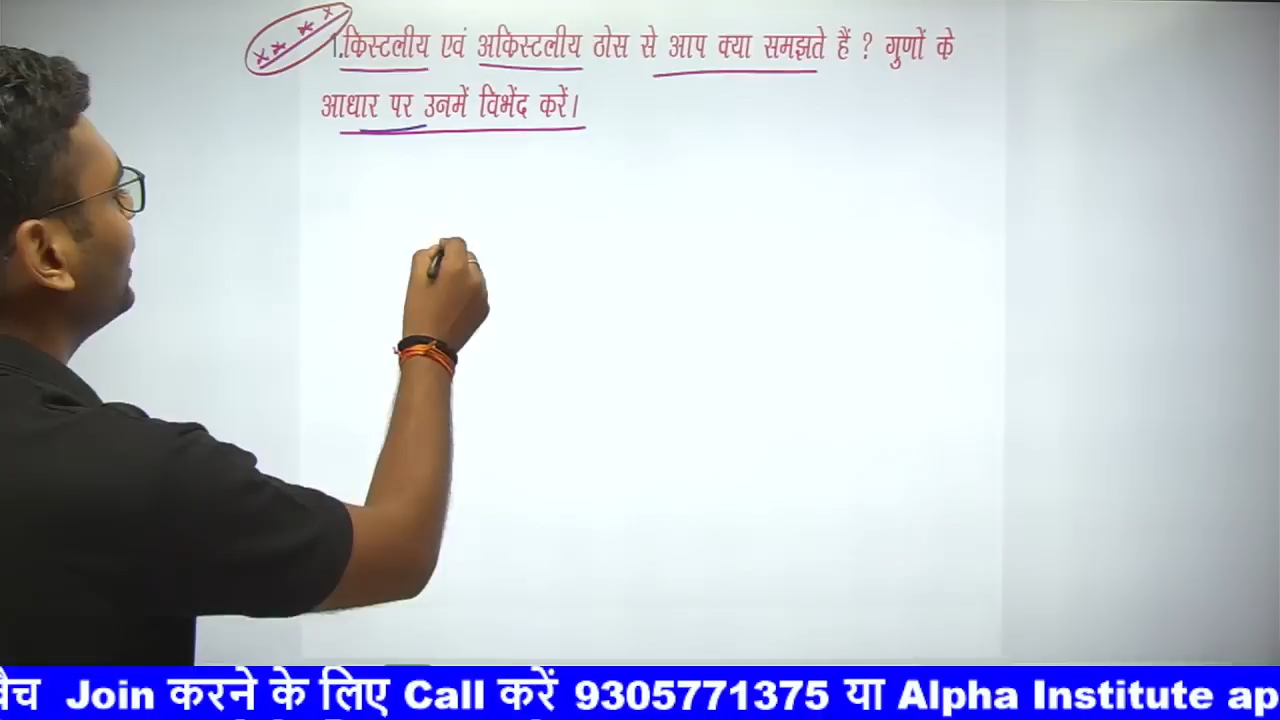 1.किस्टलीय एवं अकिस्टलीय ठोस से आप क्या समझते हैं ? गुणों के
आधार पर उनमें विभेंद करें।
बैच Join करने के लिए Call करें 9305771375 या Alpha Institute ap